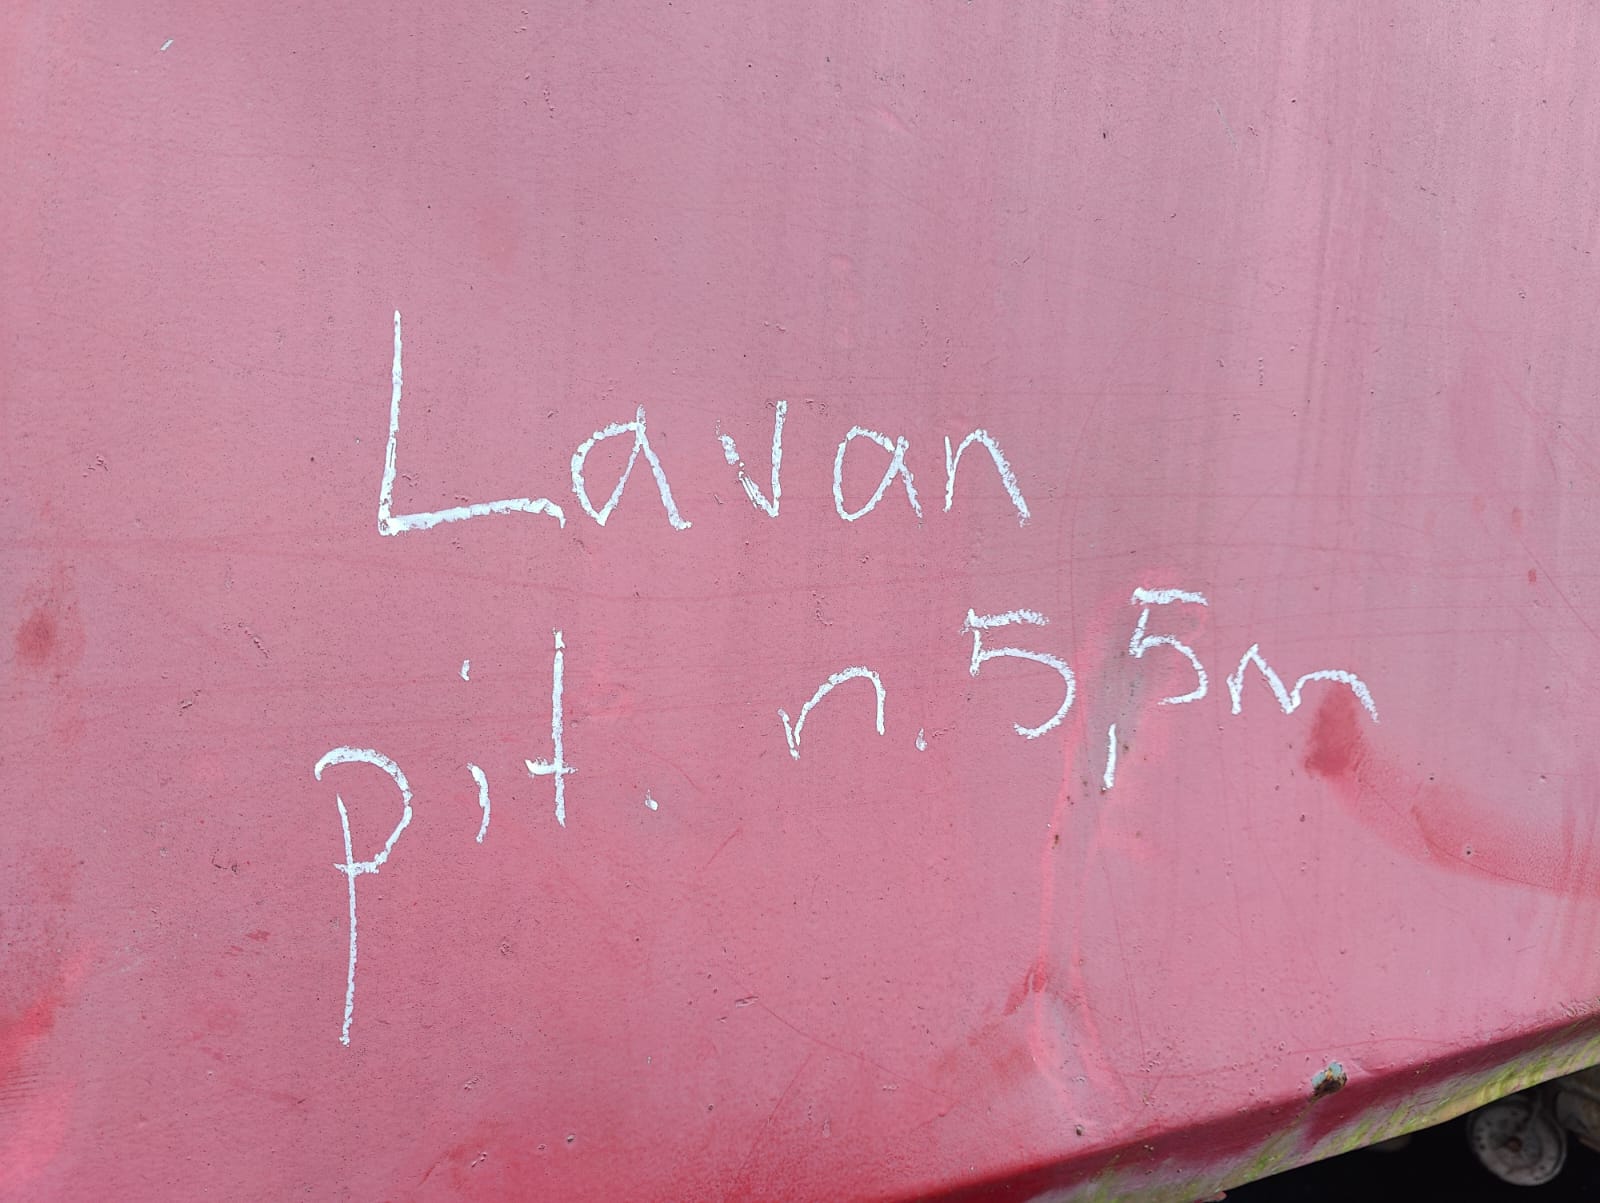 Lavan
pit. n. 5,5m